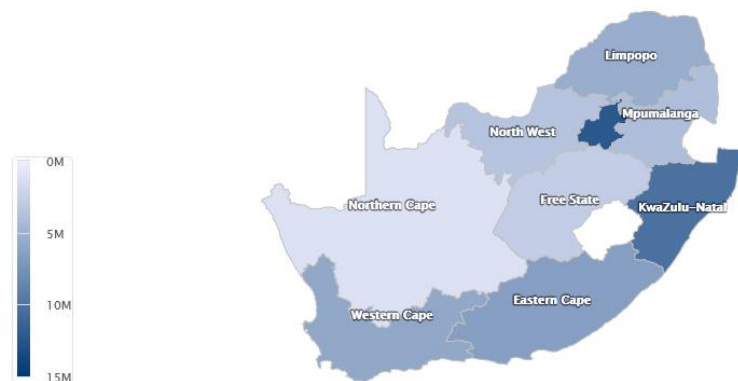 Limpopo
Mpumalanga
North West
Northern Cape
Free State
KwaZulu-Natal
Eastern Cape
Western Cape
0M
5M
10M
15M